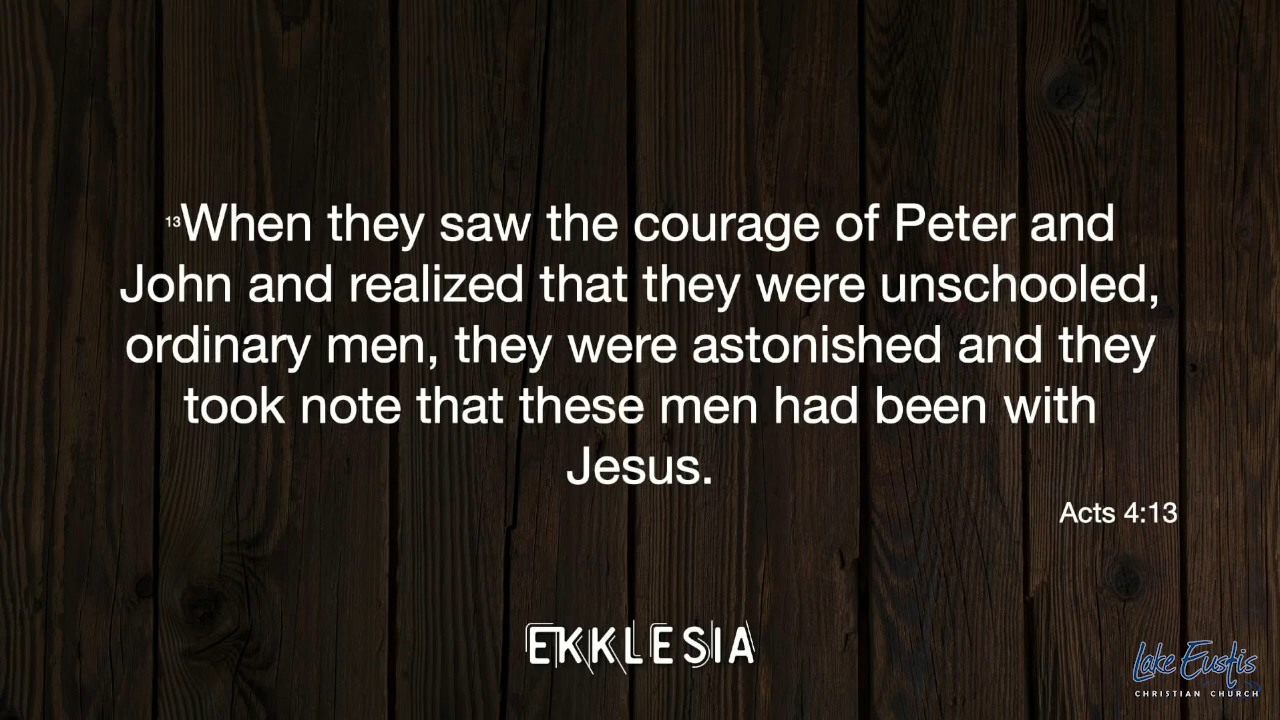 13When they saw the courage of Peter and
John and realized that they were unschooled,
ordinary men, they were astonished and they
took note that these men had been with
Jesus.
Acts 4:13
EKKLESIA
Lake Eustis
CHRISTIAN CHURCH